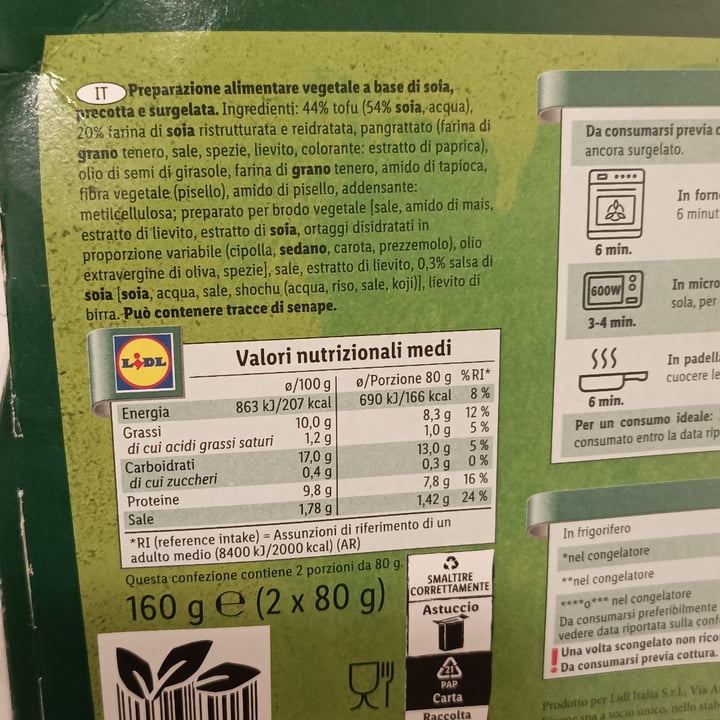 IT Preparazione alimentare vegetale a base di soia,
precotta e surgelata. Ingredienti: 44% tofu (54% soia, acqua),
20% farina di soia ristrutturata e reidratata, pangrattato (farina di
grano tenero, sale, spezie, lievito, colorante: estratto di paprica),
olio di semi di girasole, farina di grano tenero, amido di tapioca,
fibra vegetale (pisello), amido di pisello, addensante:
metilcellulosa; preparato per brodo vegetale [sale, amido di mais,
estratto di lievito, estratto di soia, ortaggi disidratati in
proporzione variabile (cipolla, sedano, carota, prezzemolo), olio
extravergine di oliva, spezie], sale, estratto di lievito, 0,3% salsa di
soia [soia, acqua, sale, shochu (acqua, riso, sale, koji)], lievito di
birra. Può contenere tracce di senape.
LIDL
Valori nutrizionali medi
ø/100 g ø/Porzione 80 g %RI*
Energia 863 kJ/207 kcal 690 kJ/166 kcal 8 %
Grassi 10,0 g 8,3 g 12 %
di cui acidi grassi saturi 1,2 g 1,0 g 5 %
Carboidrati 17,0 g 13,0 g 5 %
di cui zuccheri 0,4 g 0,3 g 0 %
Proteine 9,8 g 7,8 g 16 %
Sale 1,78 g 1,42 g 24 %
*RI (reference intake) = Assunzioni di riferimento di un
adulto medio (8400 kJ/2000 kcal) (AR)
Questa confezione contiene 2 porzioni da 80 g.
160 g ℮ (2 x 80 g)
SMALTIRE
CORRETTAMENTE
Astuccio
21
PAP
Carta
Raccolta
Da consumarsi previa
ancora surgelato.
In forn
6 minut
6 min.
600W
In micro
sola, per
3-4 min.
In padell
cuocere le
6 min.
Per un consumo ideale:
consumato entro la data rip
In frigorifero
*nel congelatore
**nel congelatore
****o*** nel congelatore
Da consumarsi preferibilmente
vedere data riportata sulla conf
! Una volta scongelato non rico
Da consumarsi previa cottura.
Prodotto per Lidl Italia S.r.l., Via
a socio unico, nello stab